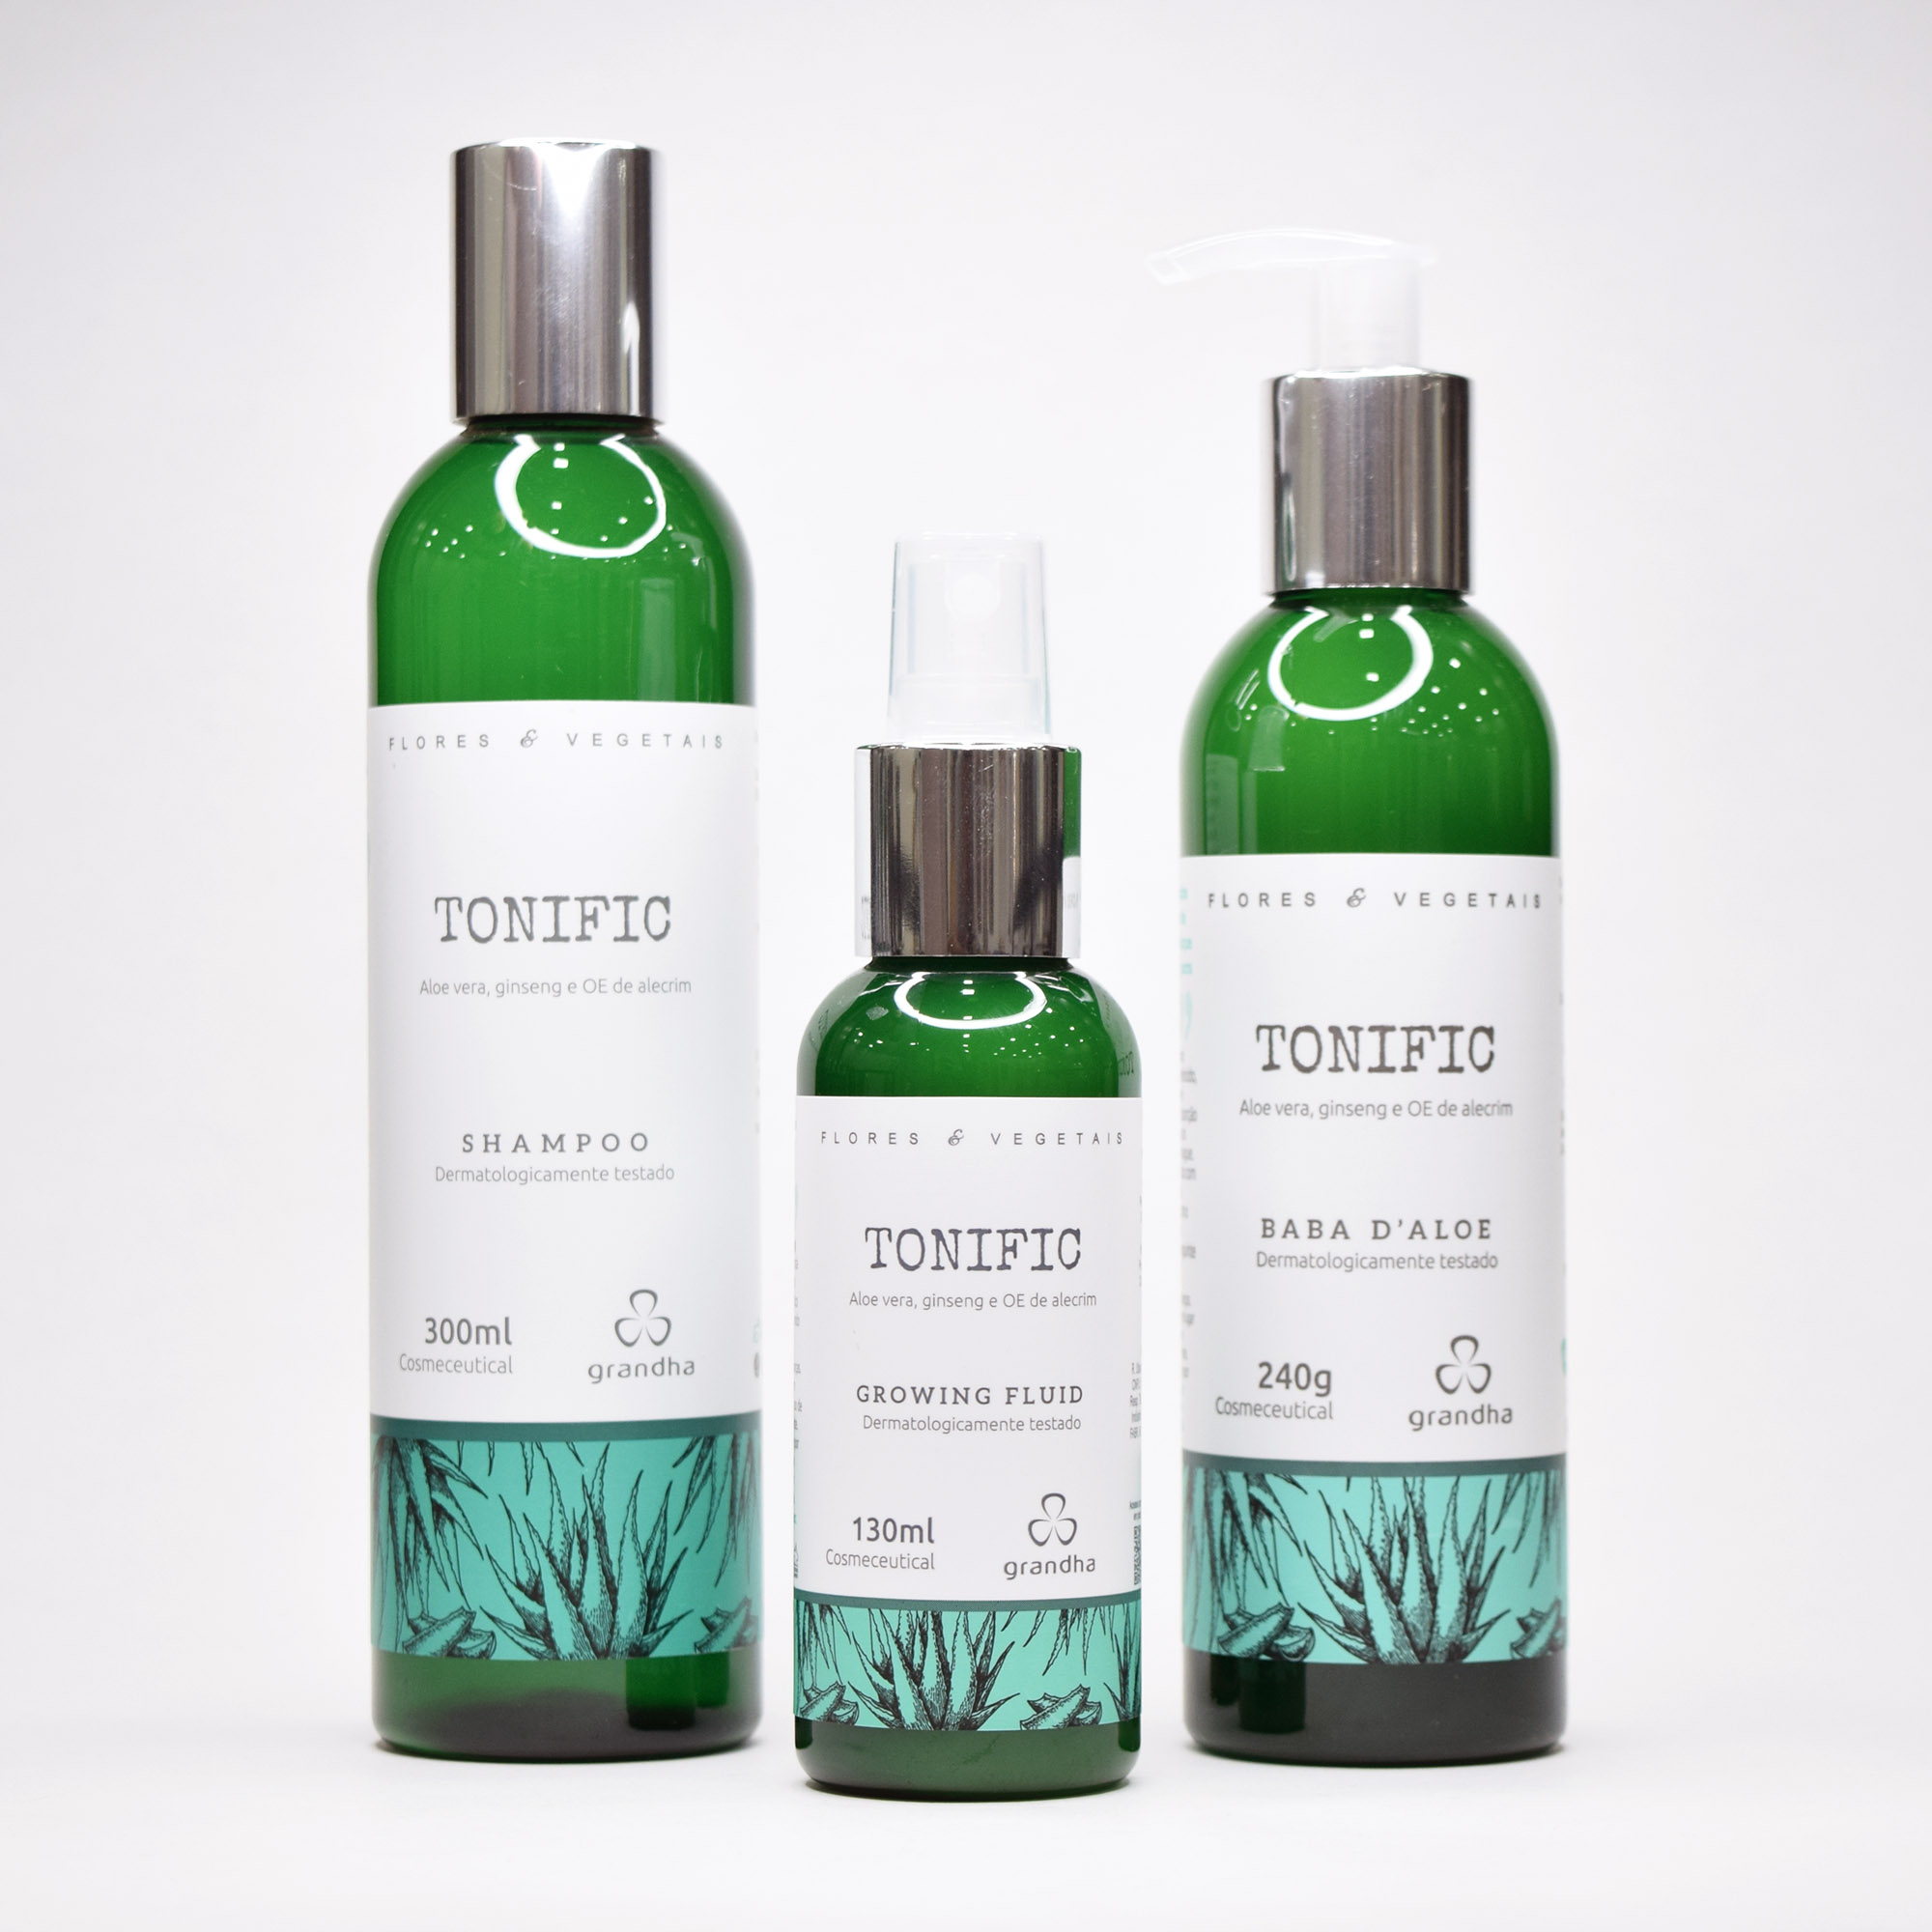 FLORES & VEGETAIS
TONIFIC
Aloe vera, ginseng e OE de alecrim
SHAMPOO
Dermatologicamente testado
300ml
Cosmeceutical
grandha
FLORES & VEGETAIS
TONIFIC
Aloe vera, ginseng e OE de alecrim
GROWING FLUID
Dermatologicamente testado
130ml
Cosmeceutical
grandha
FLORES & VEGETAIS
TONIFIC
Aloe vera, ginseng e OE de alecrim
BABA D'ALOE
Dermatologicamente testado
240g
Cosmeceutical
grandha